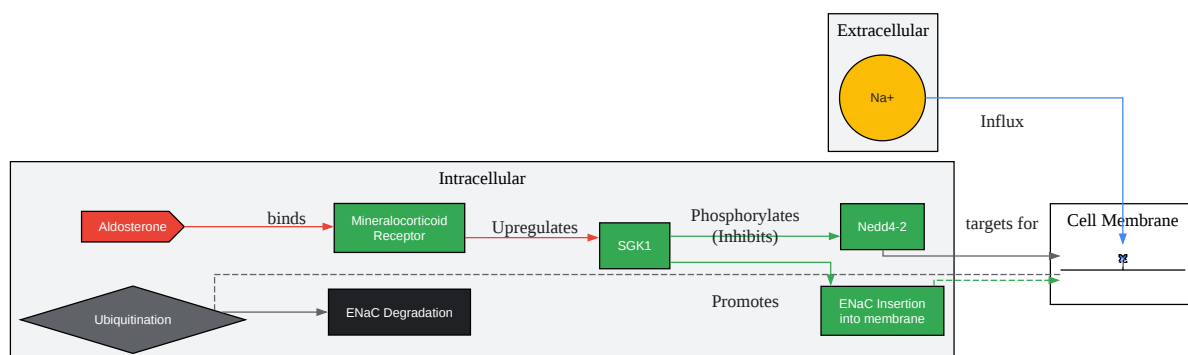 Extracellular
Na+
Influx
Intracellular
Aldosterone
binds
Mineralocorticoid
Receptor
Upregulates
SGK1
Phosphorylates
(Inhibits)
Nedd4-2
targets for
Cell Membrane
Ubiquitination
ENaC Degradation
Promotes
ENaC Insertion
into membrane